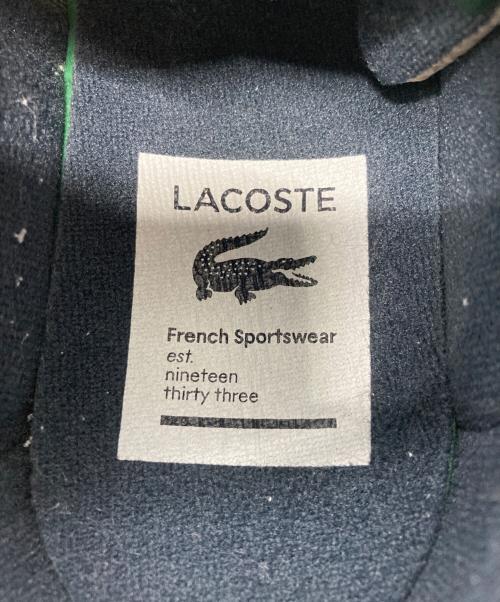 LACOSTE
French Sportswear
est.
nineteen
thirty three